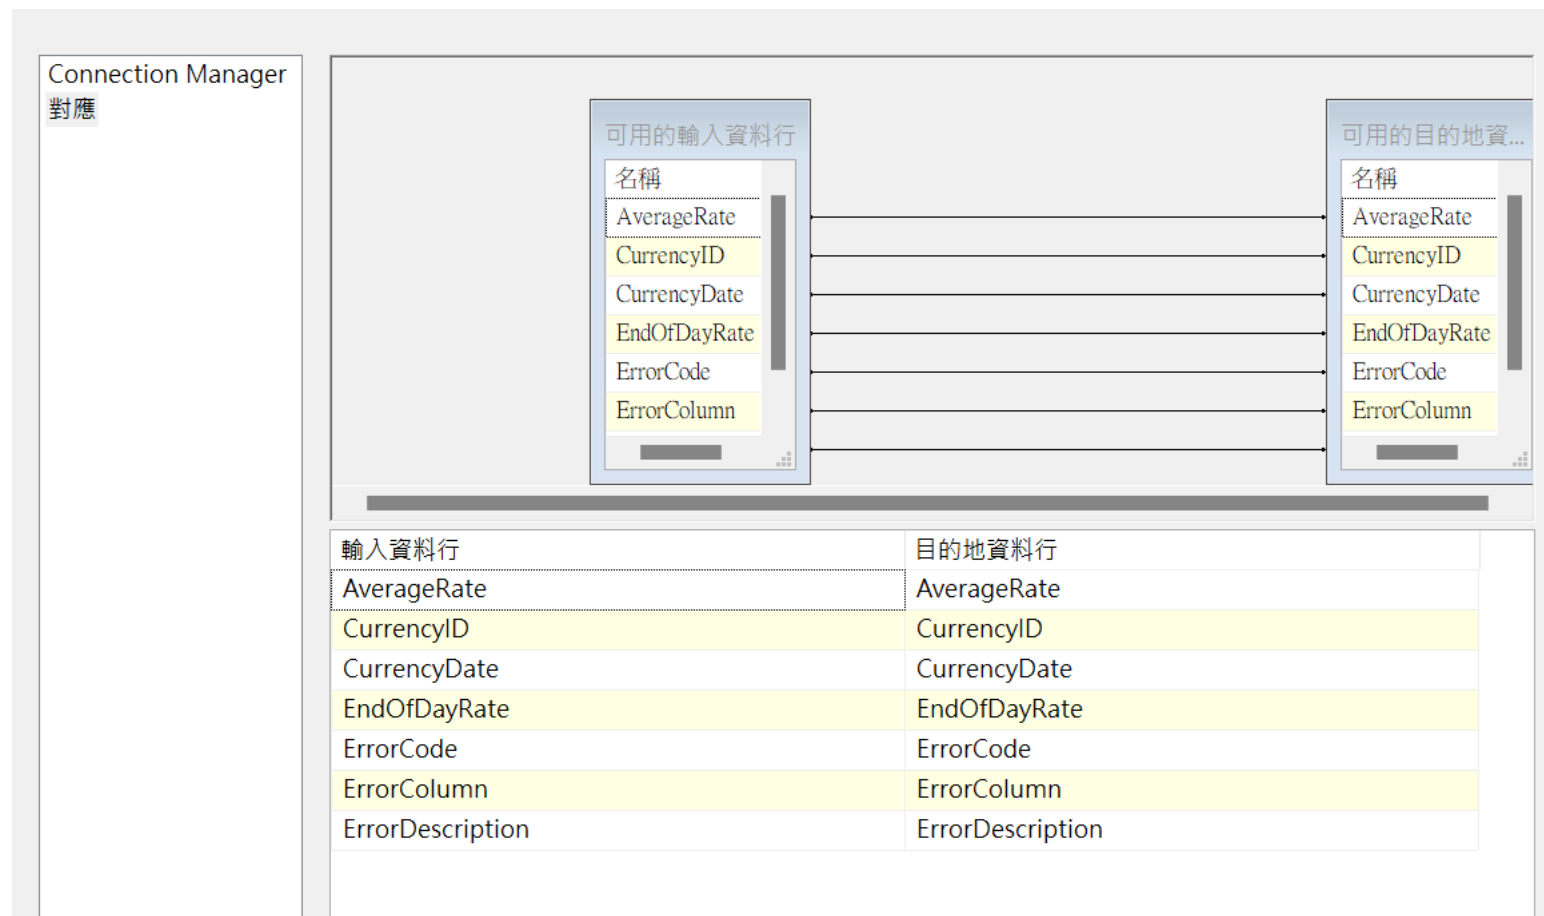 Connection Manager
對應
可用的輸入資料行
名稱
AverageRate
CurrencyID
CurrencyDate
EndOfDayRate
ErrorCode
ErrorColumn
可用的目的地資...
名稱
AverageRate
CurrencyID
CurrencyDate
EndOfDayRate
ErrorCode
ErrorColumn
輸入資料行 目的地資料行
AverageRate AverageRate
CurrencyID CurrencyID
CurrencyDate CurrencyDate
EndOfDayRate EndOfDayRate
ErrorCode ErrorCode
ErrorColumn ErrorColumn
ErrorDescription ErrorDescription